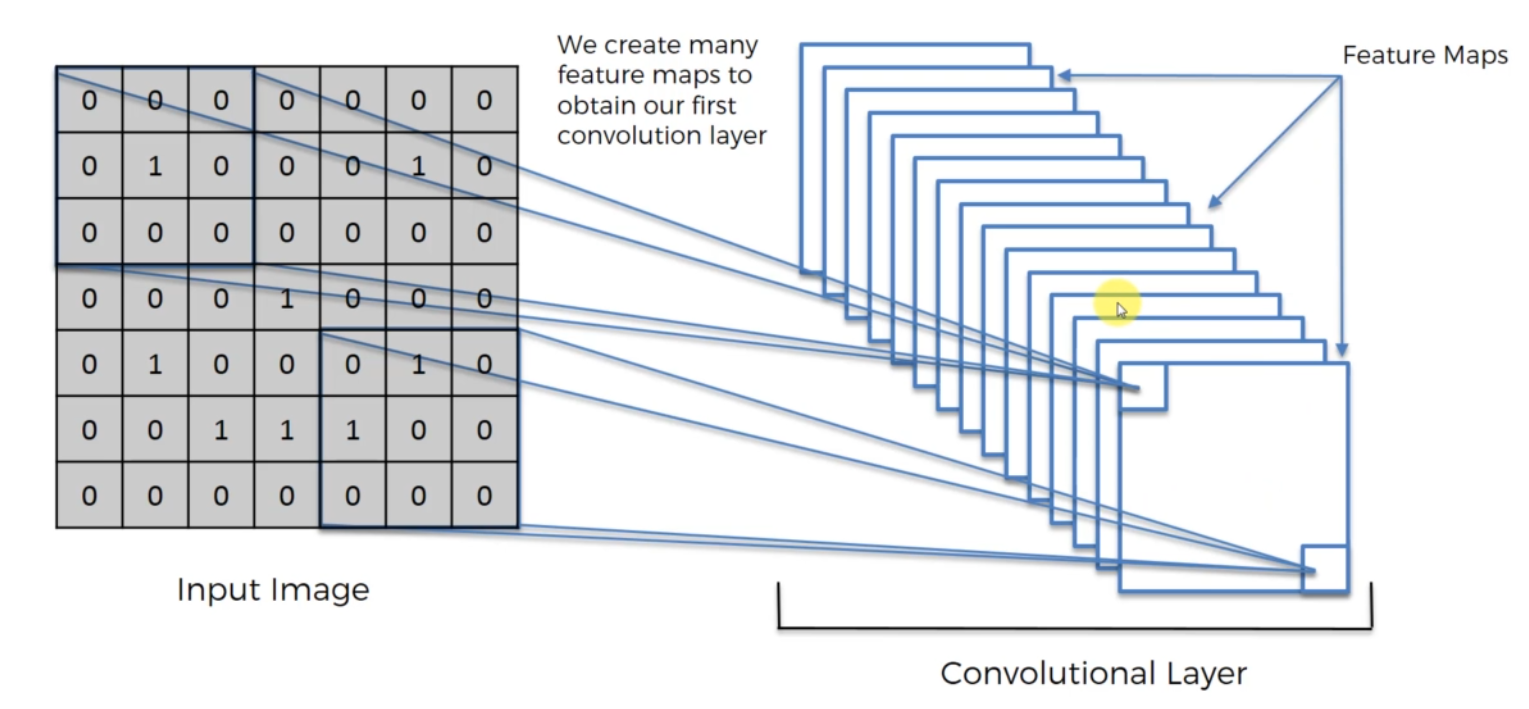 We create many
feature maps to
obtain our first
convolution layer
Feature Maps
0 0 0 0 0 0 0
0 1 0 0 0 1 0
0 0 0 0 0 0 0
0 0 0 1 0 0 0
0 1 0 0 0 1 0
0 0 1 1 1 0 0
0 0 0 0 0 0 0
Input Image
Convolutional Layer